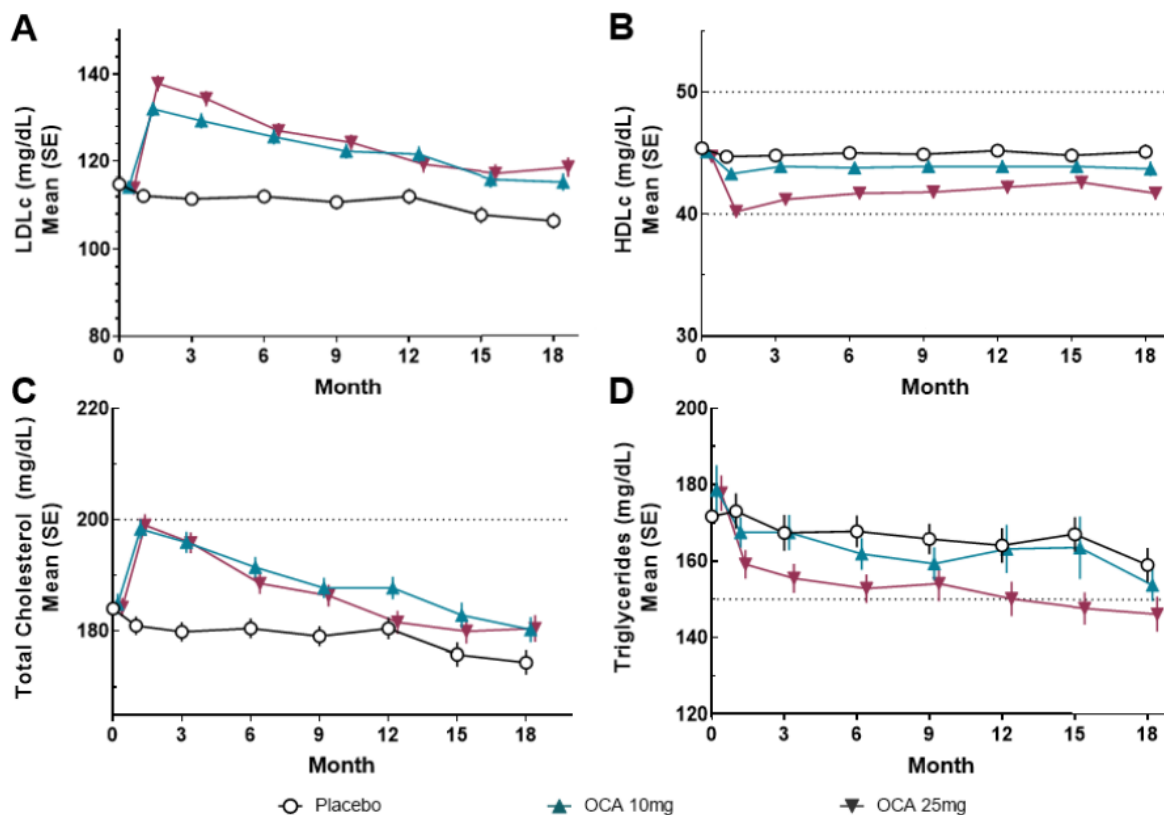 A
LDLc (mg/dL)
Mean (SE)
140
120
100
80
0 3 6 9 12 15 18
Month
B
HDLc (mg/dL)
Mean (SE)
50
40
30
0 3 6 9 12 15 18
Month
C
Total Cholesterol (mg/dL)
Mean (SE)
220
200
180
0 3 6 9 12 15 18
Month
D
Triglycerides (mg/dL)
Mean (SE)
200
180
160
140
120
0 3 6 9 12 15 18
Month
Placebo OCA 10mg OCA 25mg